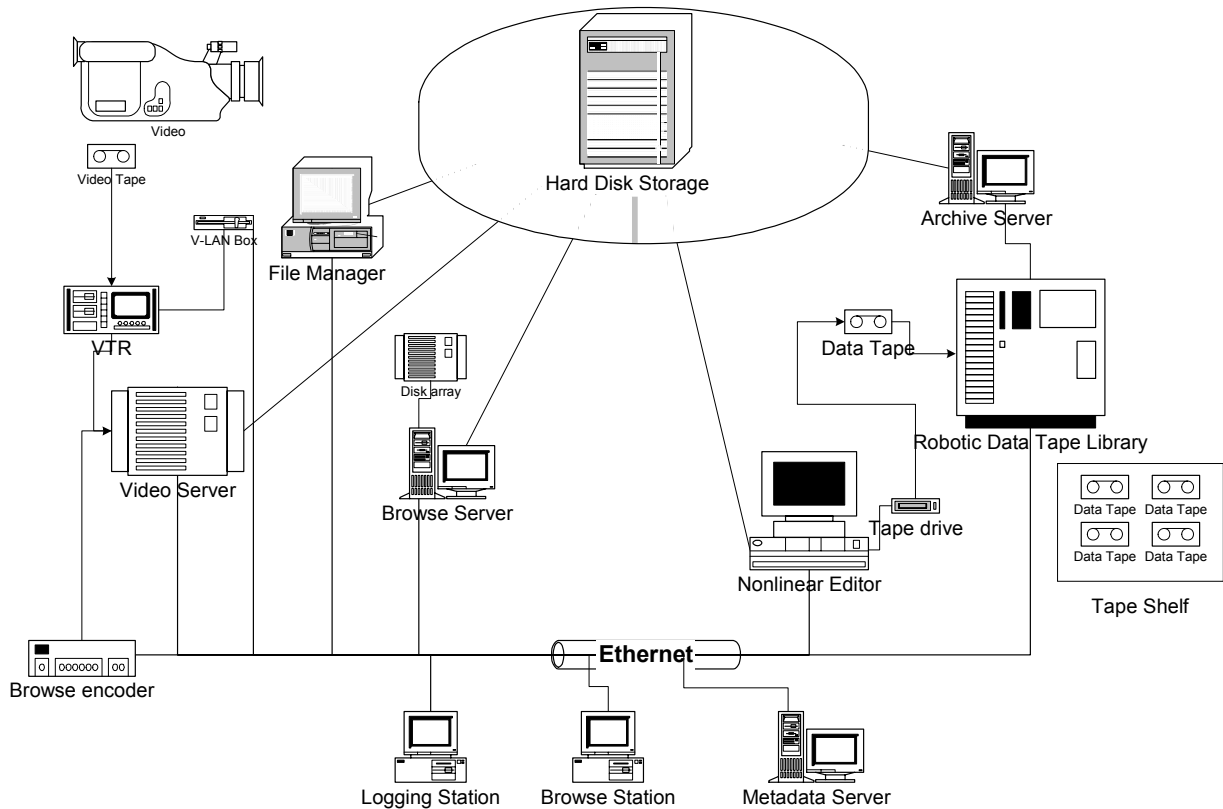 Video
Video Tape
Hard Disk Storage
Archive Server
V-LAN Box
File Manager
VTR
Data Tape
Disk array
Robotic Data Tape Library
Video Server
Browse Server
Tape drive
Data Tape
Data Tape
Data Tape
Data Tape
Nonlinear Editor
Tape Shelf
Ethernet
Browse encoder
Logging Station
Browse Station
Metadata Server